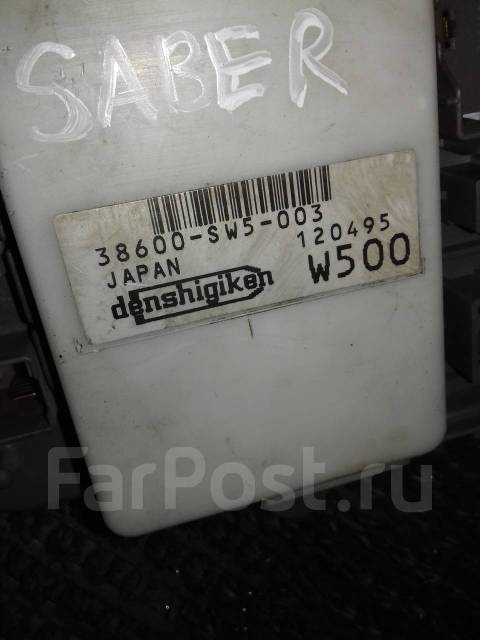 SABER
38600-SW5-003
JAPAN 120495
denshigiken W500
FarPost.ru